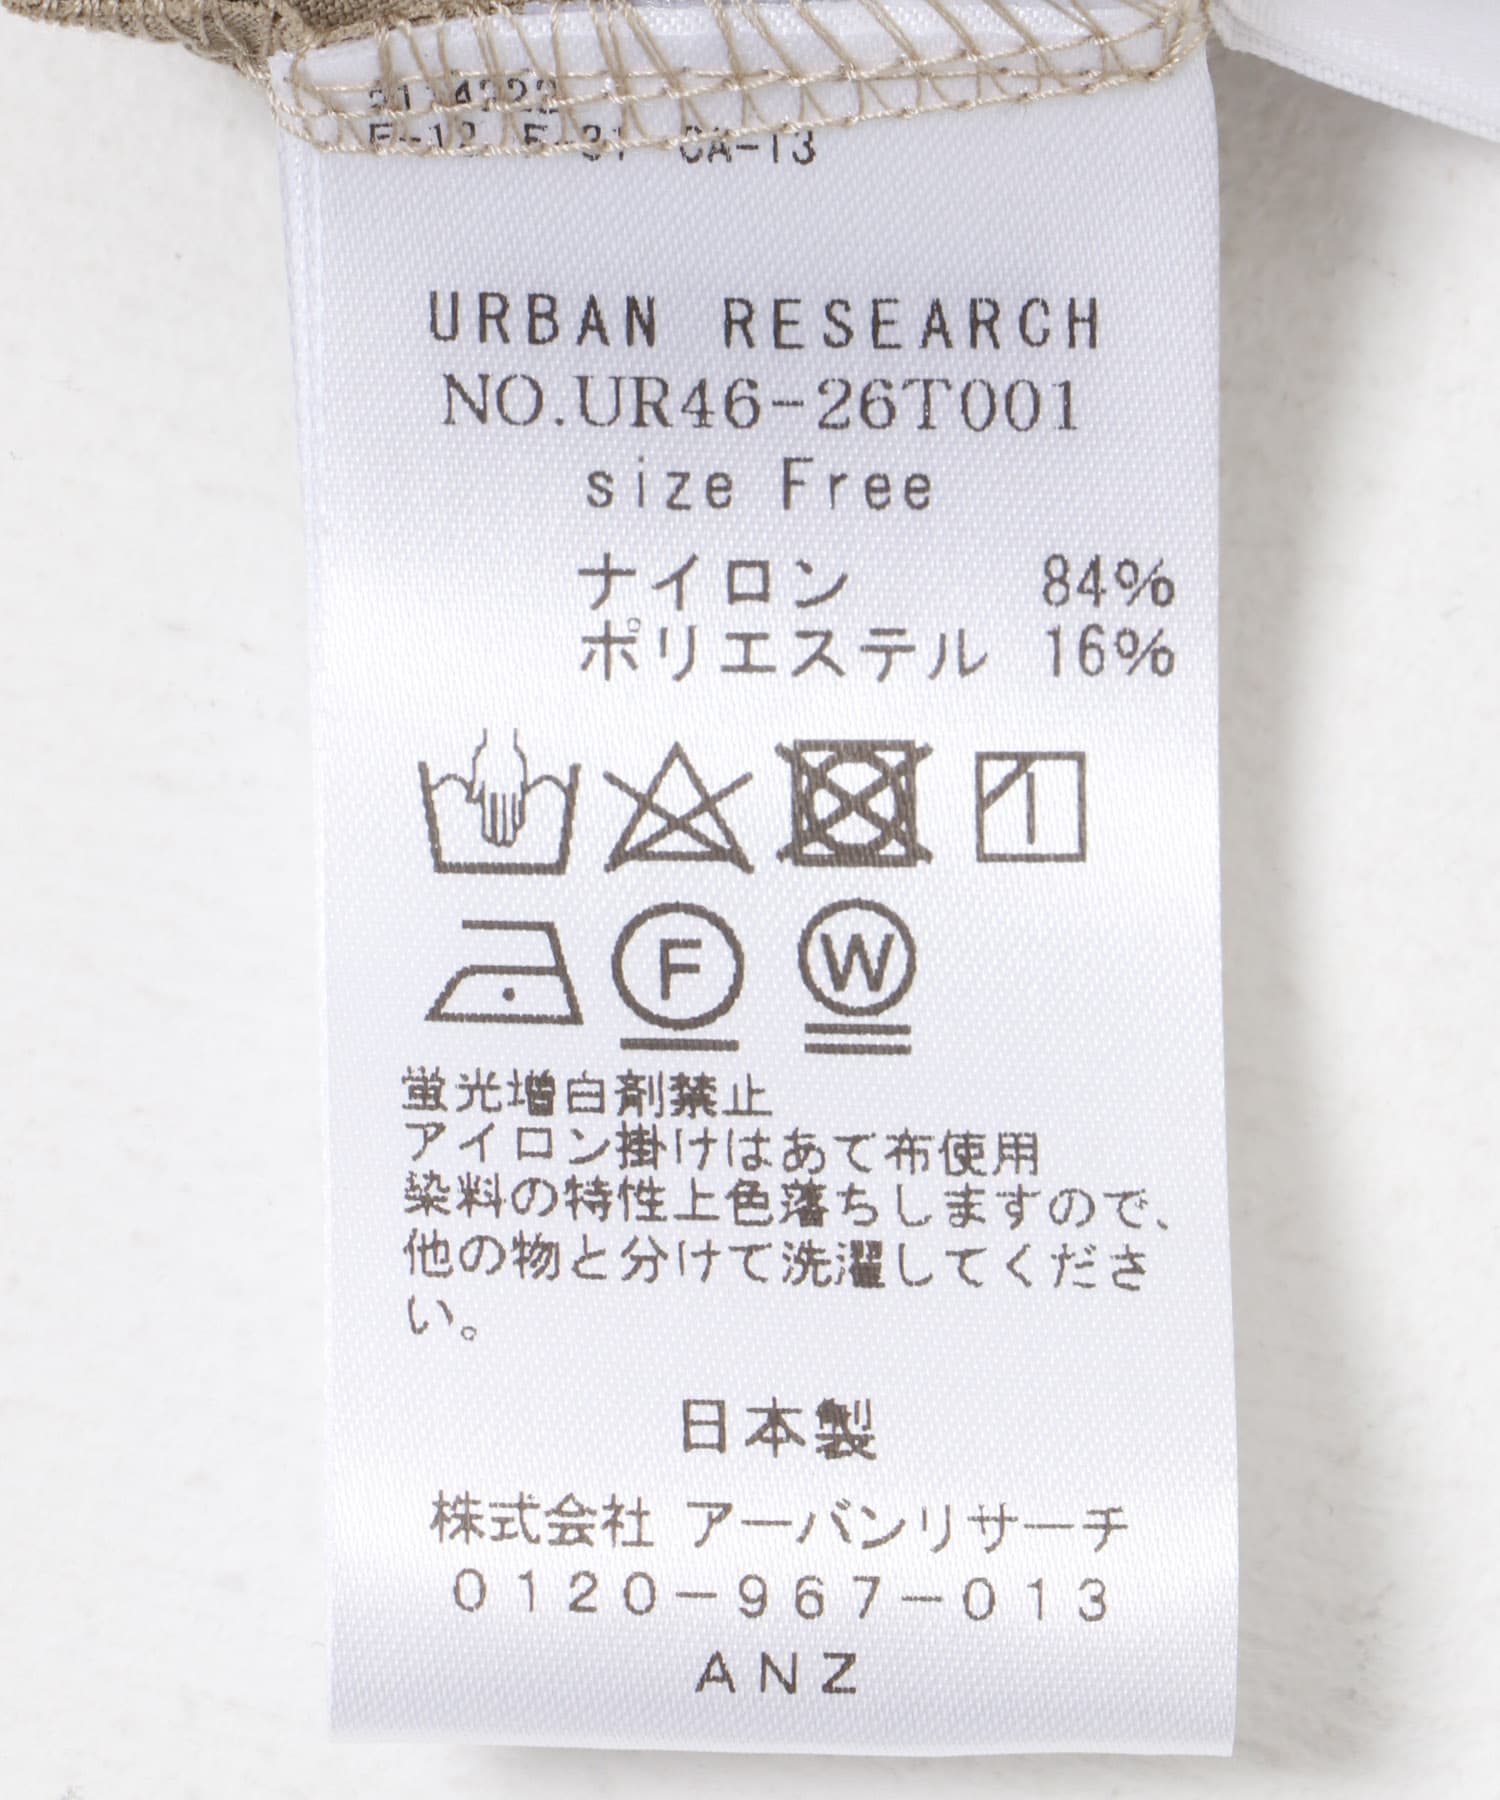 CA-13
URBAN RESEARCH
NO.UR46-26T001
size Free
ナイロン 84%
ポリエステル 16%
F
W
蛍光増白剤禁止
アイロン掛けはあて布使用
染料の特性上色落ちしますので、
他の物と分けて洗濯してくださ
い。
日本製
株式会社 アーバンリサーチ
0120-967-013
ANZ